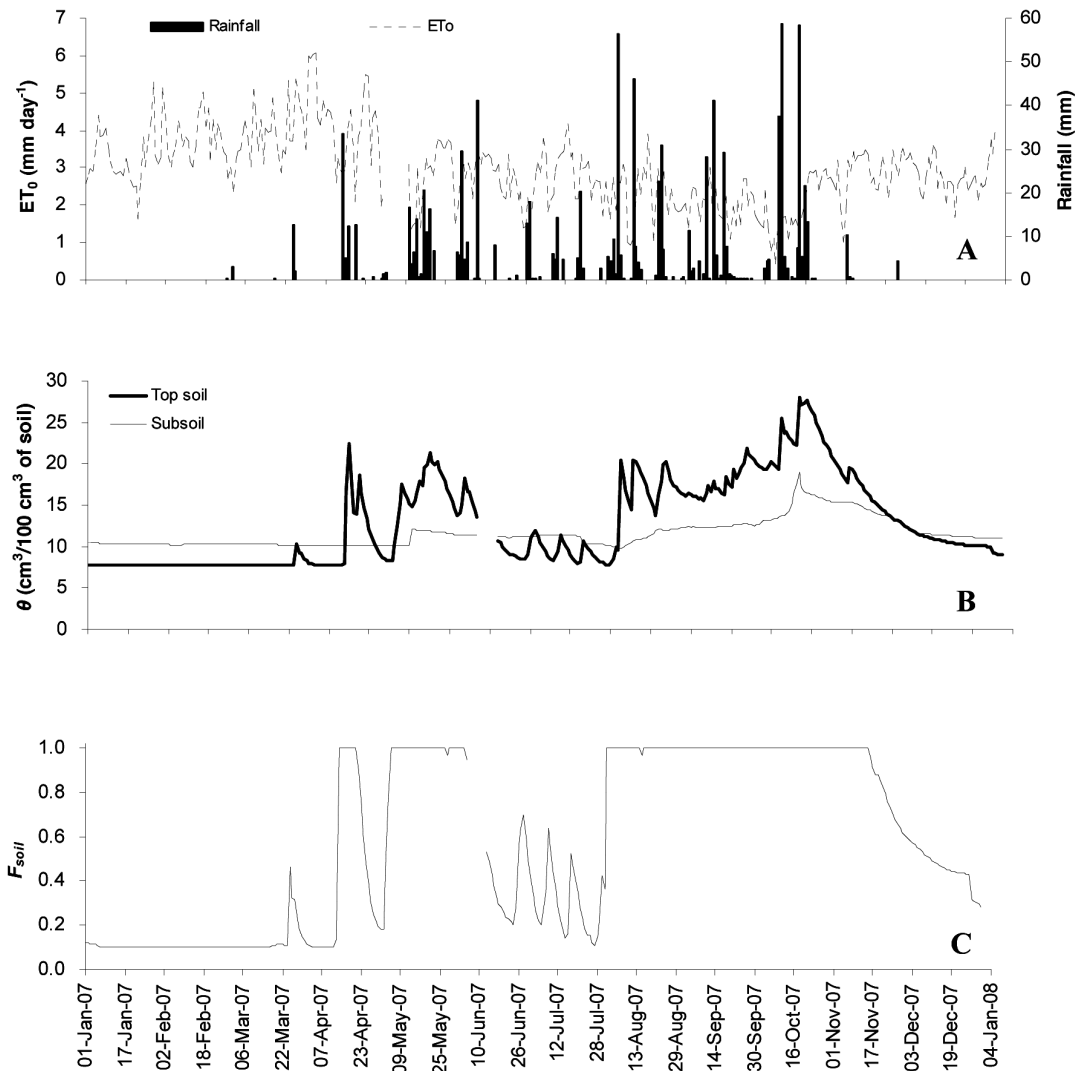 7 60
Rainfall ETo
6 50
5 40
4
3 30
2 20
1 10
0 0
ET0 (mm day-1)
Rainfall (mm)
A
30
Top soil
25
Subsoil
20
15
10
5
0
θ (cm3/100 cm3 of soil)
B
1.0
0.8
0.6
0.4
0.2
0.0
Fsoil
C
01-Jan-07
17-Jan-07
02-Feb-07
18-Feb-07
06-Mar-07
22-Mar-07
07-Apr-07
23-Apr-07
09-May-07
25-May-07
10-Jun-07
26-Jun-07
12-Jul-07
28-Jul-07
13-Aug-07
29-Aug-07
14-Sep-07
30-Sep-07
16-Oct-07
01-Nov-07
17-Nov-07
03-Dec-07
19-Dec-07
04-Jan-08